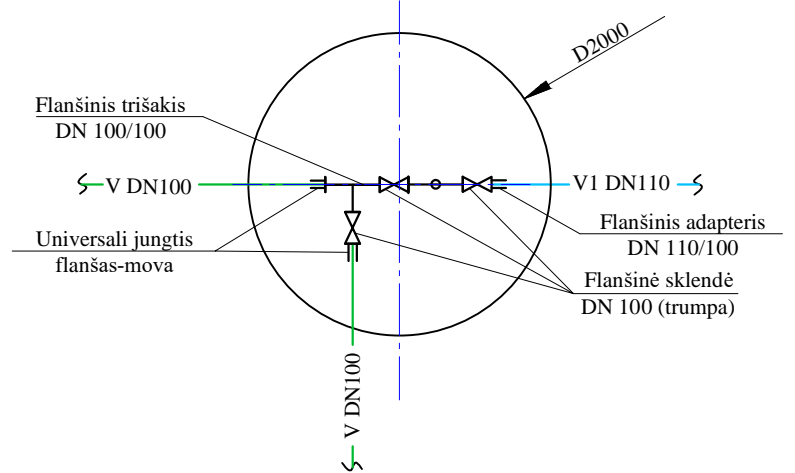 D2000
Flanšinis trišakis
DN 100/100
V DN100
V1 DN110
Flanšinis adapteris
DN 110/100
Universali jungtis
flanšas-mova
Flanšinė sklendė
DN 100 (trumpa)
V DN100